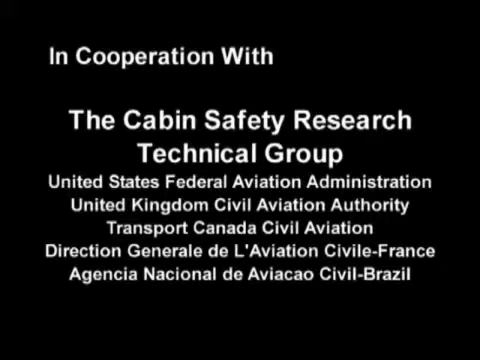 In Cooperation With
The Cabin Safety Research
Technical Group
United States Federal Aviation Administration
United Kingdom Civil Aviation Authority
Transport Canada Civil Aviation
Direction Generale de L'Aviation Civile-France
Agencia Nacional de Aviacao Civil-Brazil